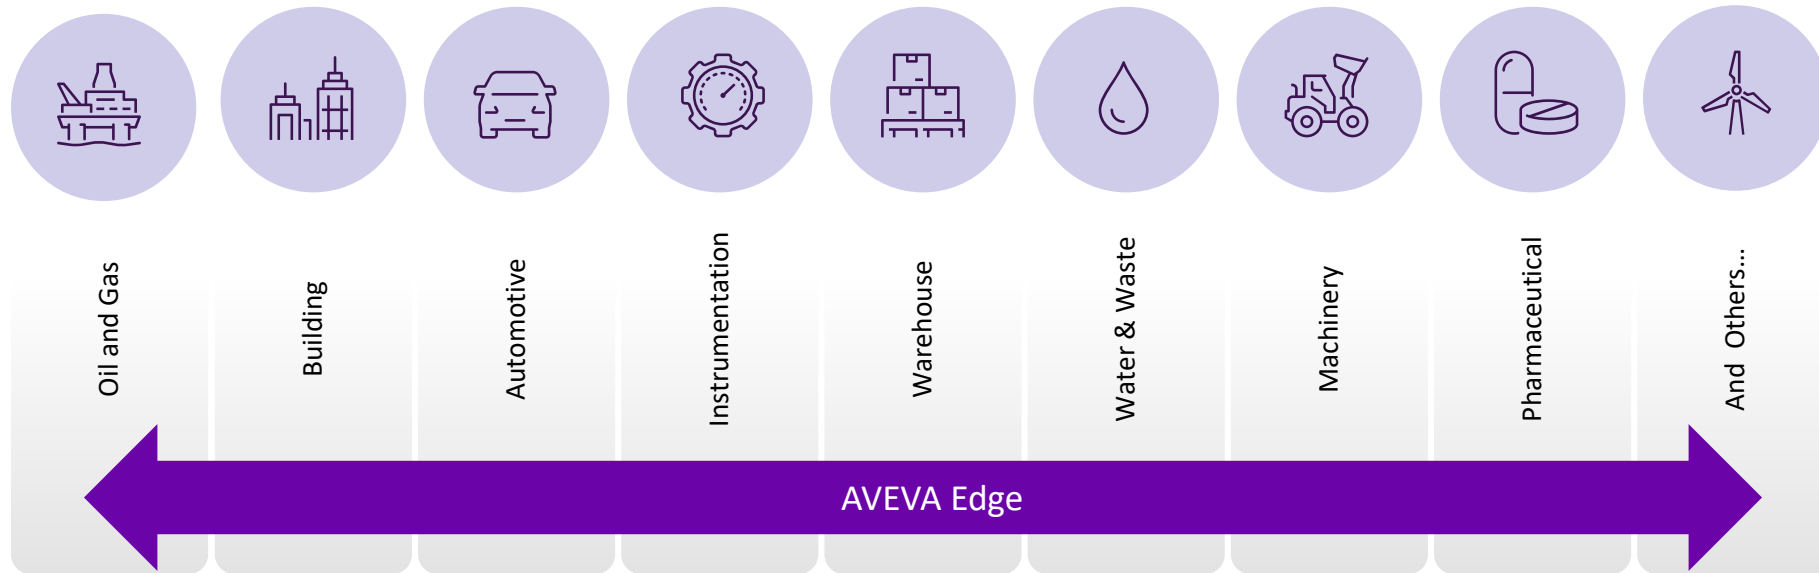 Oil and Gas
Building
Automotive
Instrumentation
Warehouse
Water & Waste
Machinery
Pharmaceutical
And Others...
AVEVA Edge